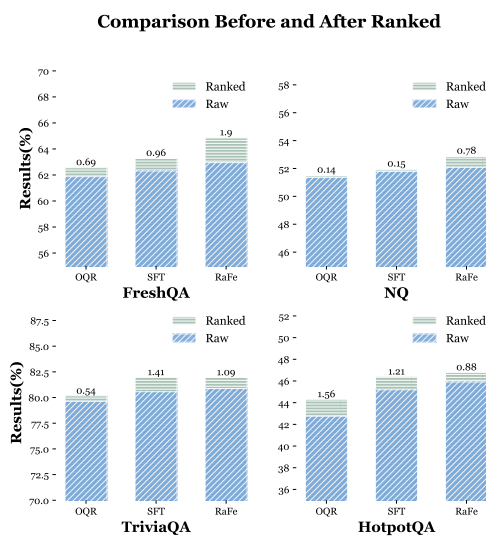 Comparison Before and After Ranked
Results(%)
70
68
66
64
62
60
58
56
Ranked
Raw
0.69
0.96
1.9
OQR
SFT
RaFe
FreshQA
58
56
54
52
50
48
46
Ranked
Raw
0.14
0.15
0.78
OQR
SFT
RaFe
NQ
Results(%)
87.5
85.0
82.5
80.0
77.5
75.0
72.5
70.0
Ranked
Raw
0.54
1.41
1.09
OQR
SFT
RaFe
TriviaQA
52
50
48
46
44
42
40
38
36
Ranked
Raw
1.56
1.21
0.88
OQR
SFT
RaFe
HotpotQA